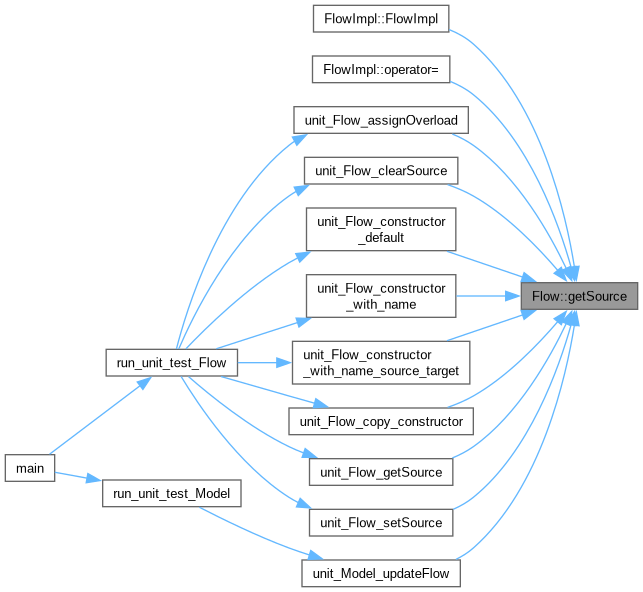 FlowImpl::FlowImpl
FlowImpl::operator=
unit_Flow_assignOverload
unit_Flow_clearSource
unit_Flow_constructor
_default
unit_Flow_constructor
_with_name
Flow::getSource
unit_Flow_constructor
_with_name_source_target
run_unit_test_Flow
unit_Flow_copy_constructor
main
unit_Flow_getSource
run_unit_test_Model
unit_Flow_setSource
unit_Model_updateFlow